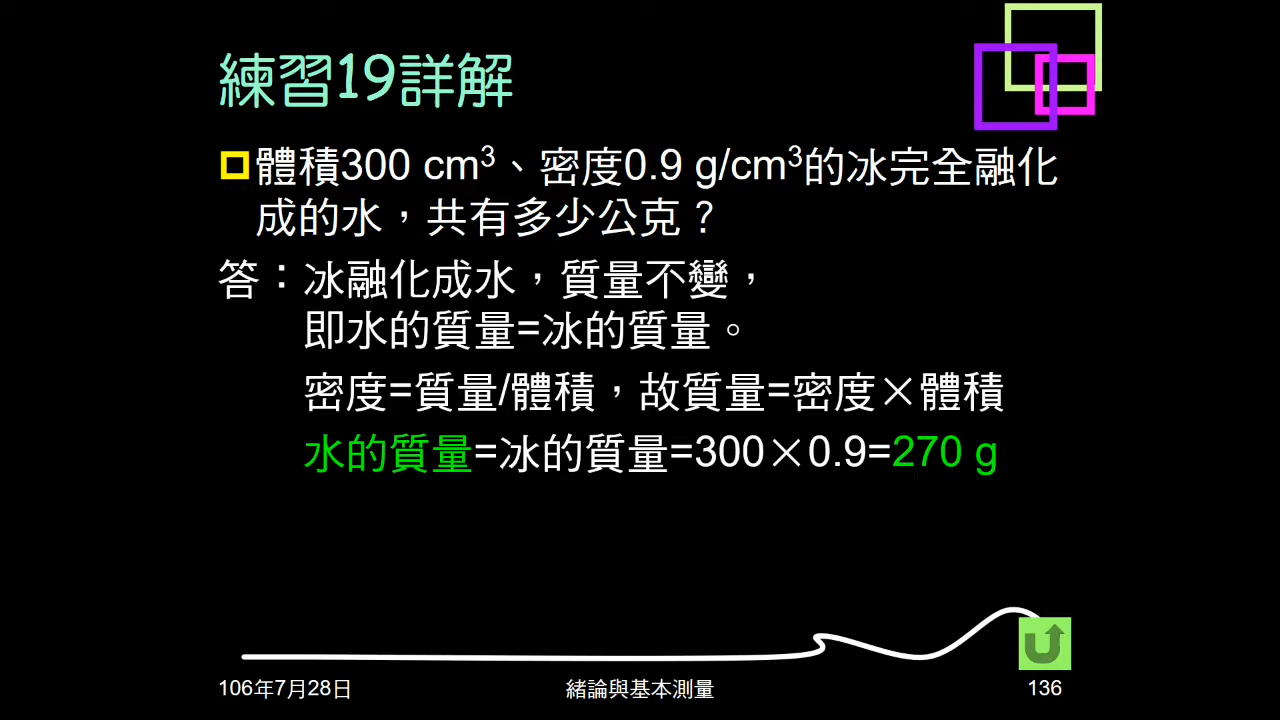 練習19詳解
體積300 cm³、密度0.9 g/cm³的冰完全融化
成的水，共有多少公克？
答：冰融化成水，質量不變，
即水的質量=冰的質量。
密度=質量/體積，故質量=密度×體積
水的質量=冰的質量=300×0.9=270 g
106年7月28日
緒論與基本測量
136